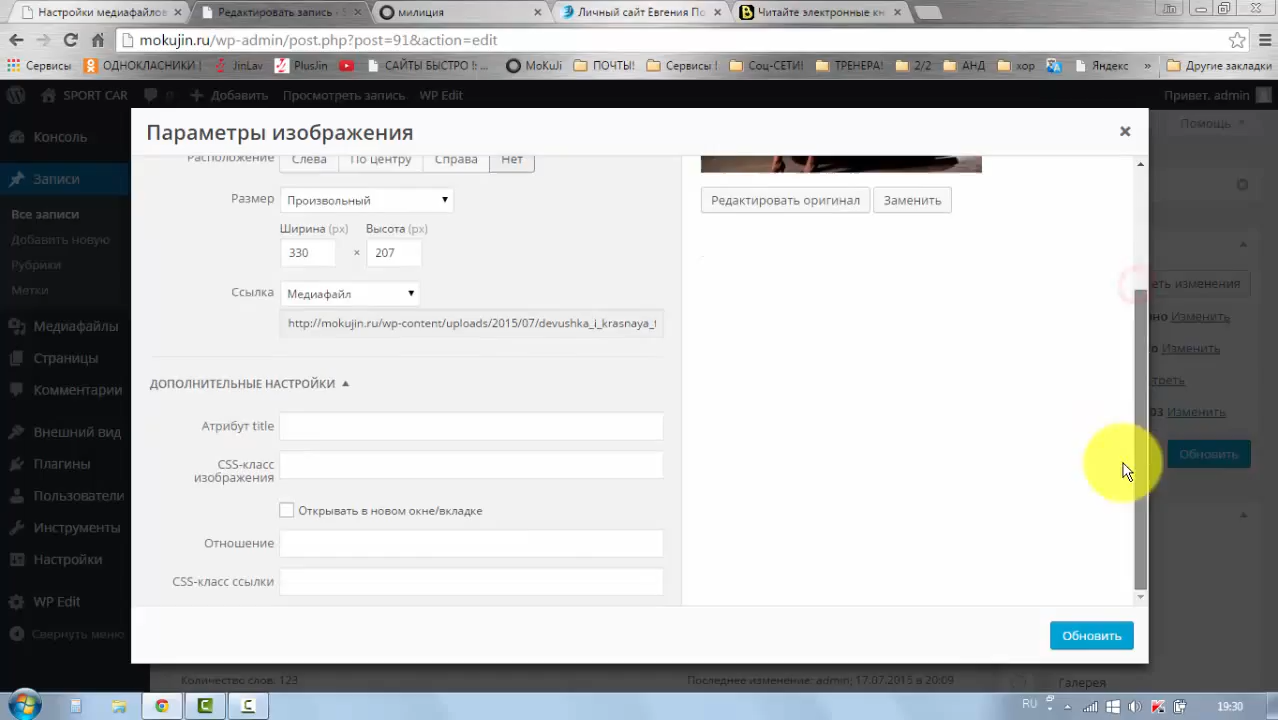 Настройки медиафайлов
Редактировать запись -
милиция
Личный сайт Евгения По
Читайте электронные кн
mokujin.ru/wp-admin/post.php?post=91&action=edit
Сервисы
ОДНОКЛАСНИКИ
JinLav
PlusJin
САЙТЫ БЫСТРО !: ...
MoKuJi
ПОЧТЫ!
Сервисы !
Соц-СЕТИ!
ТРЕНЕРА!
2/2
АНД
хор
Яндекс
»
Другие закладки
SPORT CAR
Добавить
Просмотреть запись
WP Edit
Привет, admin
Параметры изображения
×
Помощь
Консоль
Записи
Все записи
Добавить новую
Рубрики
Метки
Медиафайлы
Страницы
Комментарии
Внешний вид
Плагины
Пользователи
Инструменты
Настройки
WP Edit
Свернуть меню
Расположение
Слева
По центру
Справа
Нет
Размер
Произвольный
Ширина (px)
Высота (px)
330
×
207
Ссылка
Медиафайл
http://mokujin.ru/wp-content/uploads/2015/07/devushka_i_krasnaya_
ДОПОЛНИТЕЛЬНЫЕ НАСТРОЙКИ
Атрибут title
CSS-класс
изображения
Открывать в новом окне/вкладке
Отношение
CSS-класс ссылки
Редактировать оригинал
Заменить
еть изменения
но Изменить
о Изменить
треть
03 Изменить
Обновить
Обновить
Количество слов: 123
Последнее изменение: admin; 17.07.2015 в 20:09
Галерея
RU
19:30